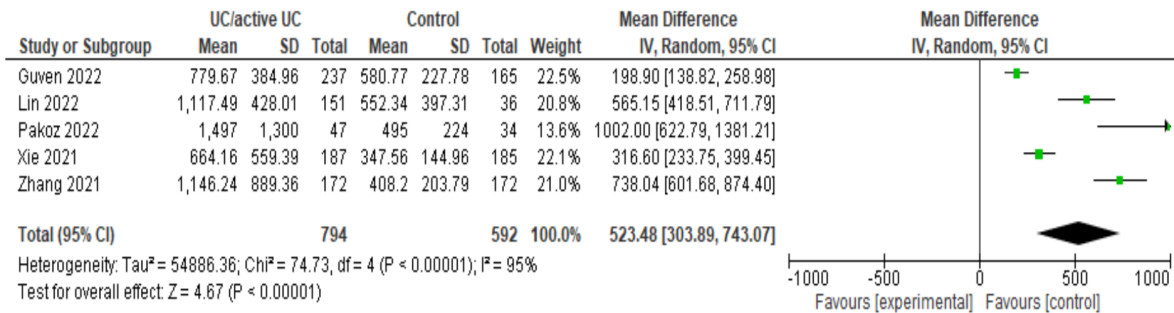 UC/active UC Control Mean Difference Mean Difference
Study or Subgroup Mean SD Total Mean SD Total Weight IV, Random, 95% CI IV, Random, 95% CI
Guven 2022 779.67 384.96 237 580.77 227.78 165 22.5% 198.90 [138.82, 258.98]
Lin 2022 1,117.49 428.01 151 552.34 397.31 36 20.8% 565.15 [418.51, 711.79]
Pakoz 2022 1,497 1,300 47 495 224 34 13.6% 1002.00 [622.79, 1381.21]
Xie 2021 664.16 559.39 187 347.56 144.96 185 22.1% 316.60 [233.75, 399.45]
Zhang 2021 1,146.24 889.36 172 408.2 203.79 172 21.0% 738.04 [601.68, 874.40]
Total (95% CI) 794 592 100.0% 523.48 [303.89, 743.07]
Heterogeneity: Tau² = 54886.36; Chi² = 74.73, df = 4 (P < 0.00001); I² = 95%
Test for overall effect: Z = 4.67 (P < 0.00001)
-1000 -500 0 500 1000
Favours [experimental] Favours [control]